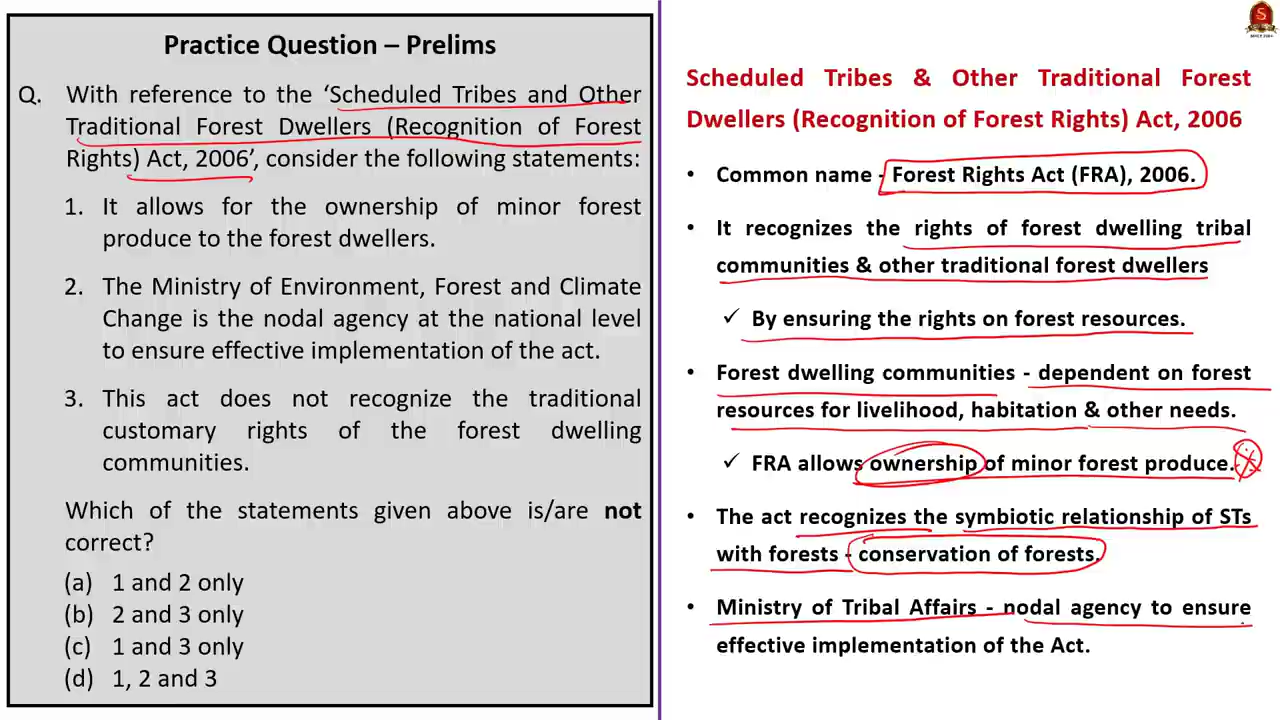 Practice Question – Prelims
Q. With reference to the ‘Scheduled Tribes and Other
Traditional Forest Dwellers (Recognition of Forest
Rights) Act, 2006’, consider the following statements:
1. It allows for the ownership of minor forest
produce to the forest dwellers.
2. The Ministry of Environment, Forest and Climate
Change is the nodal agency at the national level
to ensure effective implementation of the act.
3. This act does not recognize the traditional
customary rights of the forest dwelling
communities.
Which of the statements given above is/are not
correct?
(a) 1 and 2 only
(b) 2 and 3 only
(c) 1 and 3 only
(d) 1, 2 and 3
Scheduled Tribes & Other Traditional Forest
Dwellers (Recognition of Forest Rights) Act, 2006
• Common name - Forest Rights Act (FRA), 2006.
• It recognizes the rights of forest dwelling tribal
communities & other traditional forest dwellers
✓ By ensuring the rights on forest resources.
• Forest dwelling communities - dependent on forest
resources for livelihood, habitation & other needs.
✓ FRA allows ownership of minor forest produce.
• The act recognizes the symbiotic relationship of STs
with forests - conservation of forests.
• Ministry of Tribal Affairs - nodal agency to ensure
effective implementation of the Act.